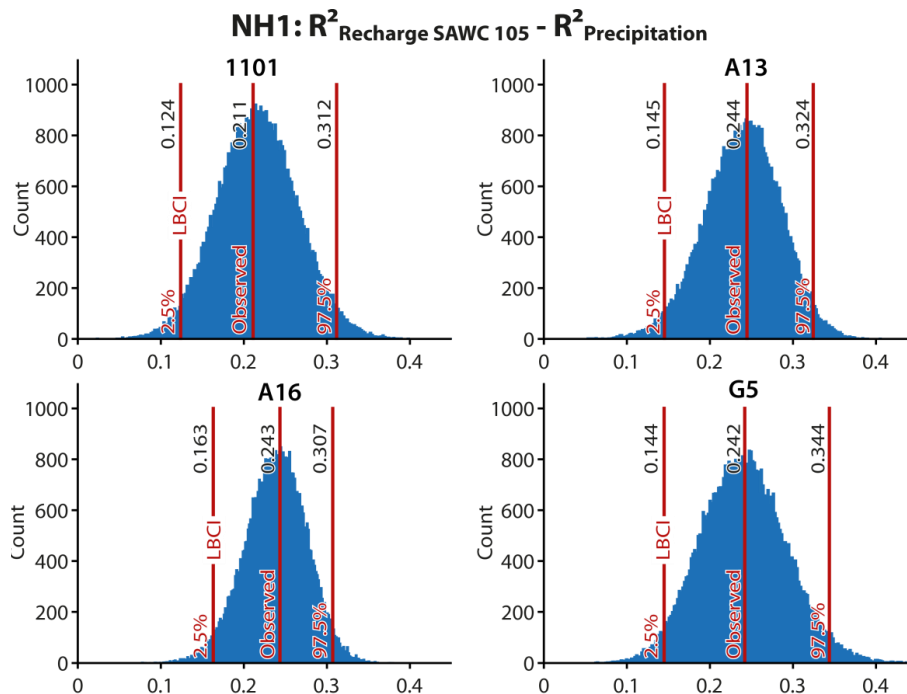 NH1: R² Recharge SAWC 105 - R² Precipitation
1101
Count
1000
800
600
400
200
0
0.124
0.211
0.312
LBCI
2.5%
Observed
97.5%
0 0.1 0.2 0.3 0.4
A13
Count
1000
800
600
400
200
0
0.145
0.244
0.324
LBCI
2.5%
Observed
97.5%
0 0.1 0.2 0.3 0.4
A16
Count
1000
800
600
400
200
0
0.163
0.243
0.307
LBCI
2.5%
Observed
97.5%
0 0.1 0.2 0.3 0.4
G5
Count
1000
800
600
400
200
0
0.144
0.242
0.344
LBCI
2.5%
Observed
97.5%
0 0.1 0.2 0.3 0.4